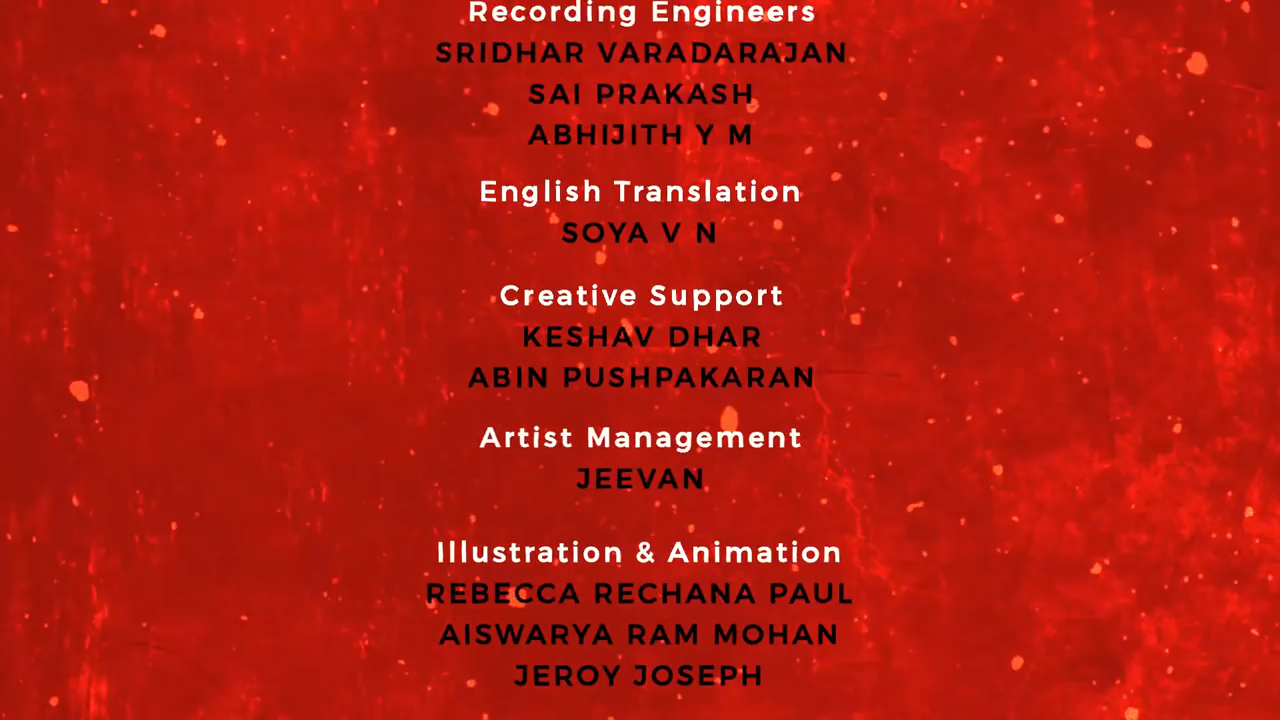 Recording Engineers
SRIDHAR VARADARAJAN
SAI PRAKASH
ABHIJITH Y M
English Translation
SOYA V N
Creative Support
KESHAV DHAR
ABIN PUSHPAKARAN
Artist Management
JEEVAN
Illustration & Animation
REBECCA RECHANA PAUL
AISWARYA RAM MOHAN
JEROY JOSEPH